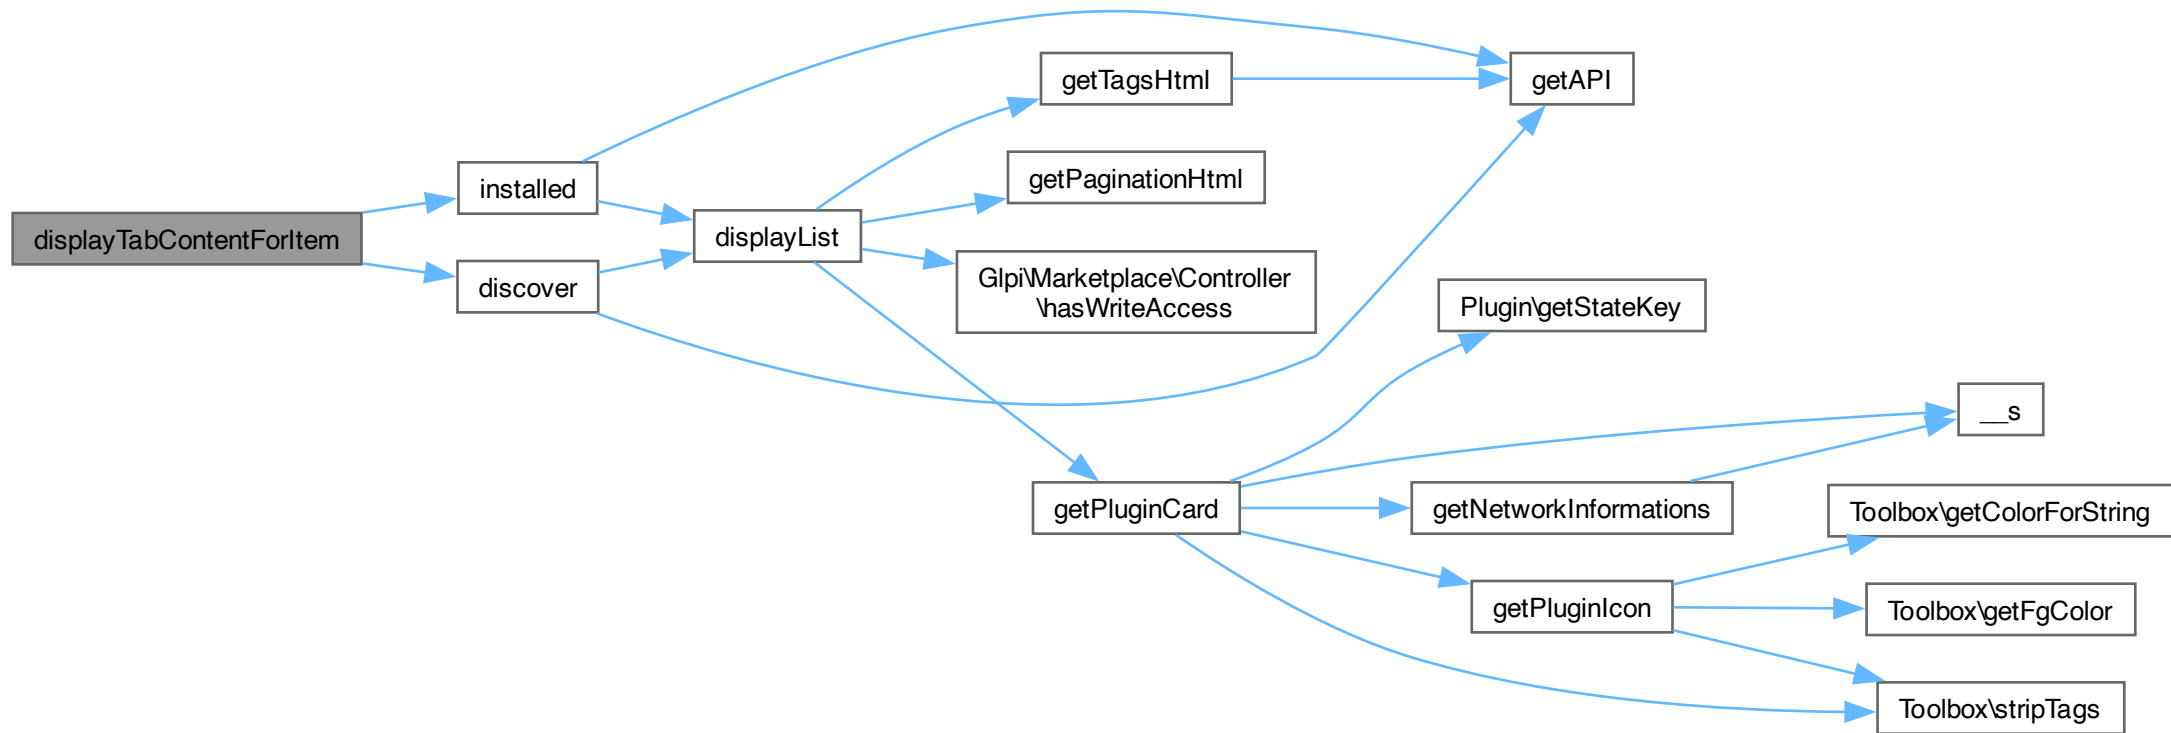 displayTabContentForItem
installed
discover
displayList
getTagsHtml
getPaginationHtml
Glpi\Marketplace\Controller
\hasWriteAccess
getPluginCard
getAPI
Plugin\getStateKey
getNetworkInformations
getPluginIcon
__s
Toolbox\getColorForString
Toolbox\getFgColor
Toolbox\stripTags